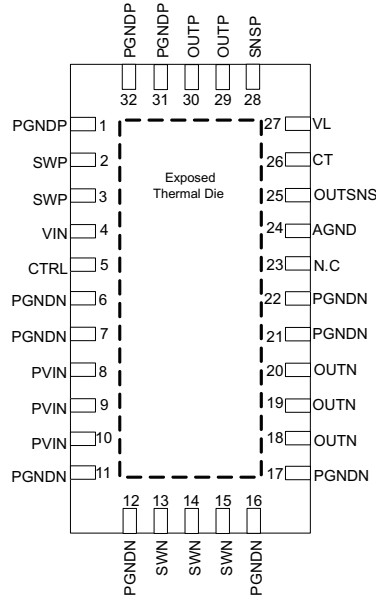 PGNDP
PGNDP
OUTP
OUTP
SNSP
32
31
30
29
28
PGNDP 1
SWP 2
SWP 3
VIN 4
CTRL 5
PGNDN 6
PGNDN 7
PVIN 8
PVIN 9
PVIN 10
PGNDN 11
Exposed
Thermal Die
27 VL
26 CT
25 OUTSNS
24 AGND
23 N.C
22 PGNDN
21 PGNDN
20 OUTN
19 OUTN
18 OUTN
17 PGNDN
12
13
14
15
16
PGNDN
SWN
SWN
SWN
PGNDN